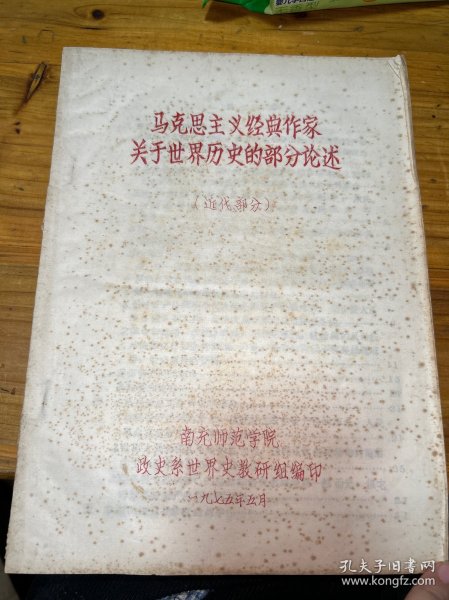 马克思主义经典作家
关于世界历史的部分论述
（近代部分）
南充师范学院
政史系世界史教研组编印
一九七五年五月
孔夫子旧书网
www.kongfz.com